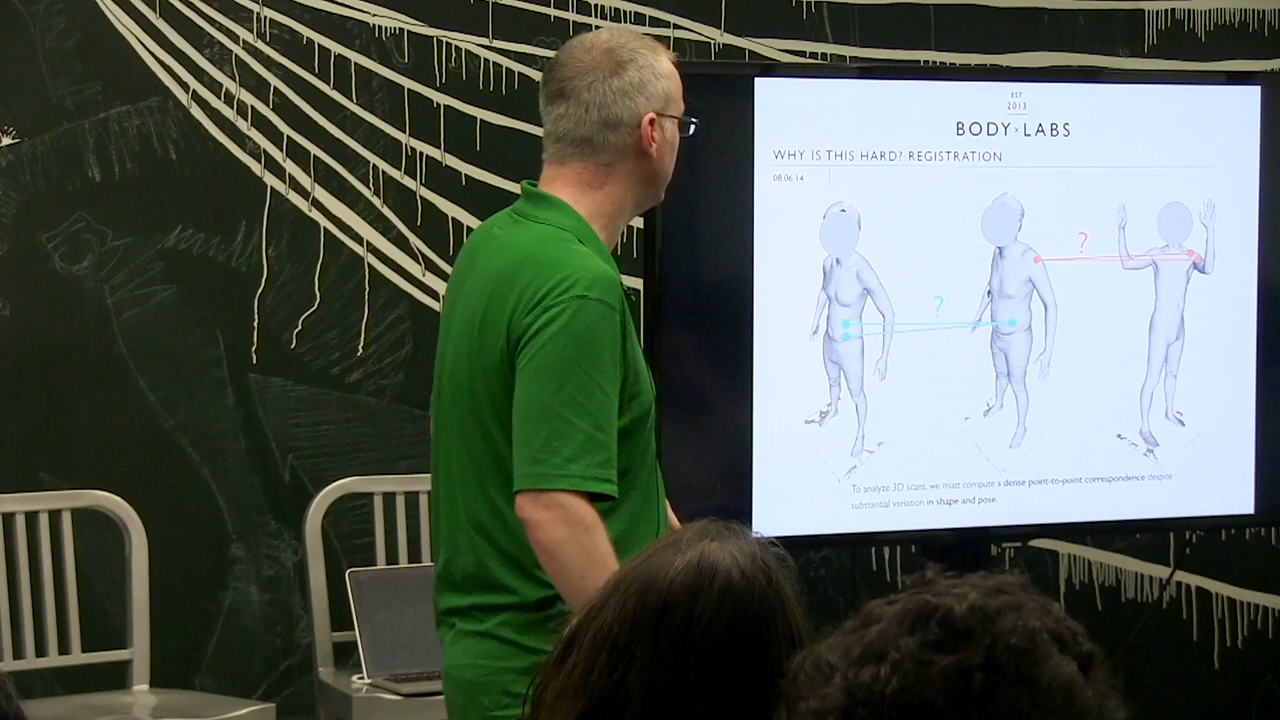 EST
2013
BODY×LABS
WHY IS THIS HARD? REGISTRATION
08.06.14
?
?
To analyze 3D scans, we must compute a dense point-to-point correspondence despite
substantial variation in shape and pose.